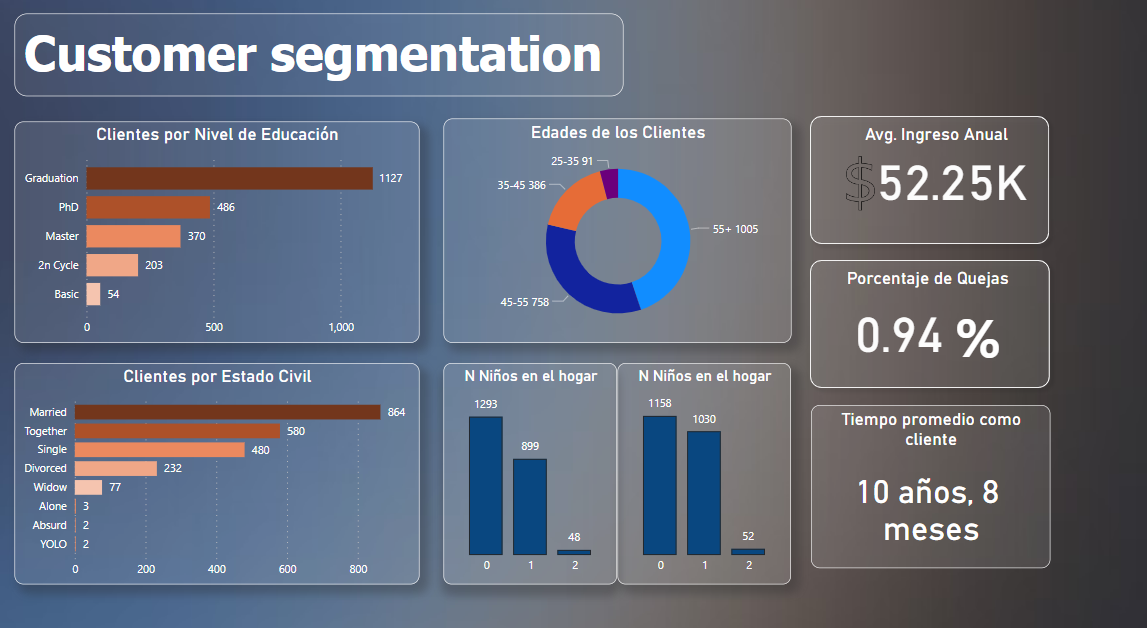 Customer segmentation
Clientes por Nivel de Educación
Graduation 1127
PhD 486
Master 370
2n Cycle 203
Basic 54
0 500 1,000
Edades de los Clientes
25-35 91
35-45 386
55+ 1005
45-55 758
Avg. Ingreso Anual
$52.25K
Porcentaje de Quejas
0.94 %
Clientes por Estado Civil
Married 864
Together 580
Single 480
Divorced 232
Widow 77
Alone 3
Absurd 2
YOLO 2
0 200 400 600 800
N Niños en el hogar
1293
899
48
0 1 2
N Niños en el hogar
1158
1030
52
0 1 2
Tiempo promedio como
cliente
10 años, 8
meses